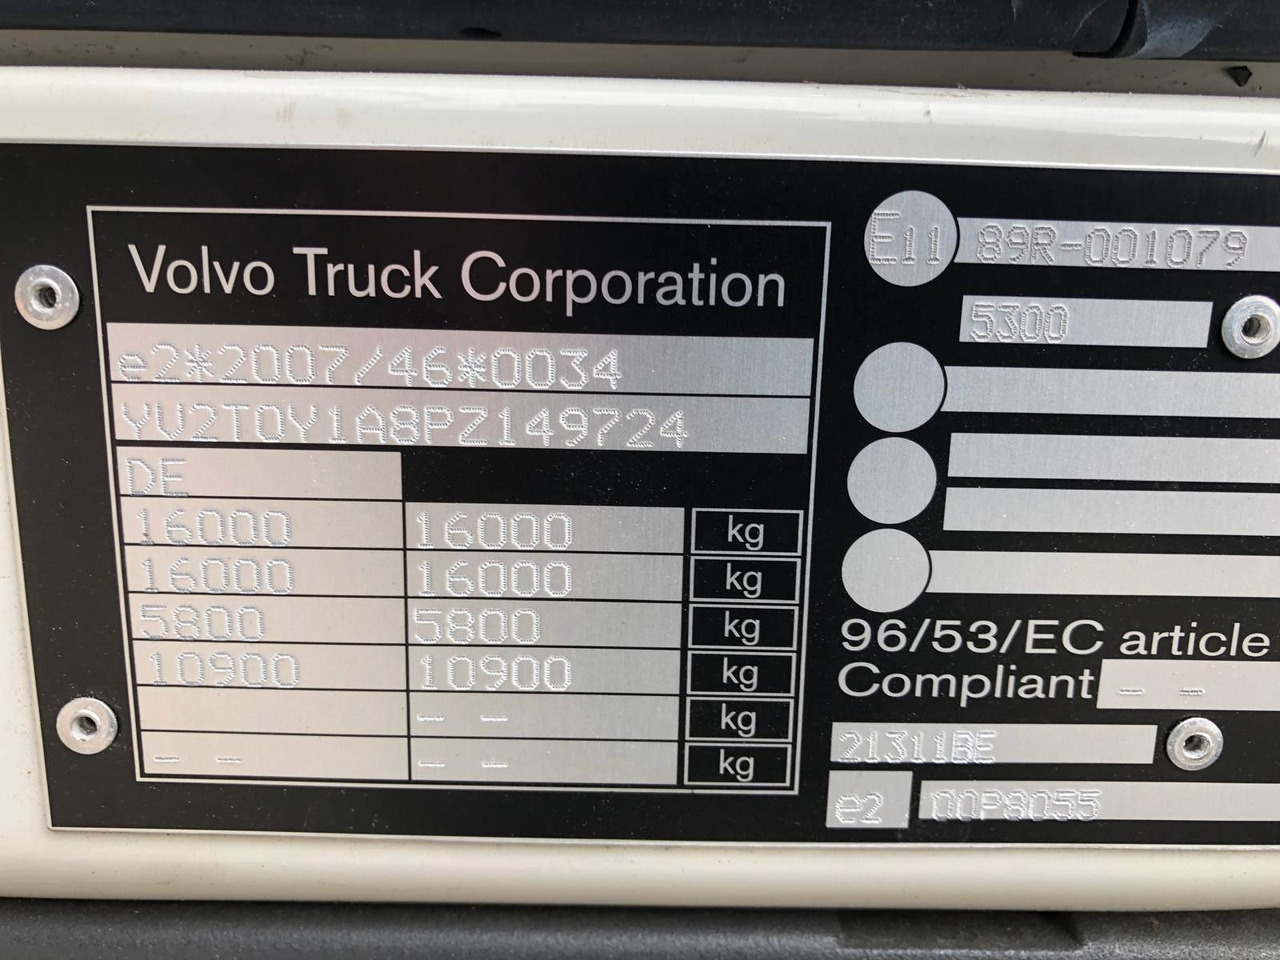 Volvo Truck Corporation
e2*2007/46*0034
YV2T0Y1A8PZ149724
DE
16000 16000 kg
16000 16000 kg
5800 5800 kg
10900 10900 kg
-- kg
-- -- kg
E11 89R-001079
5300
96/53/EC article
Compliant --
21311BE
e2 00P8055